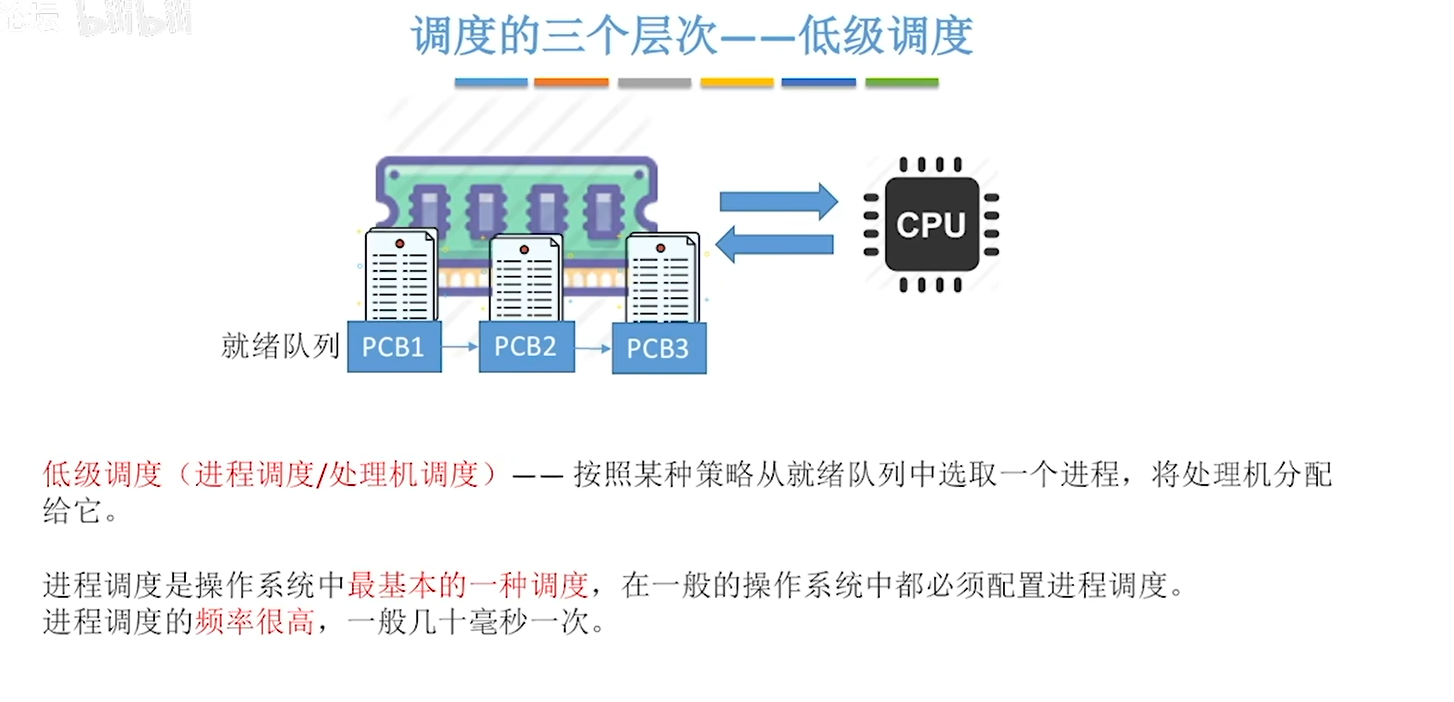 bilibili
调度的三个层次——低级调度
CPU
就绪队列
PCB1
PCB2
PCB3
低级调度（进程调度/处理机调度）—— 按照某种策略从就绪队列中选取一个进程，将处理机分配
给它。
进程调度是操作系统中最基本的一种调度，在一般的操作系统中都必须配置进程调度。
进程调度的频率很高，一般几十毫秒一次。